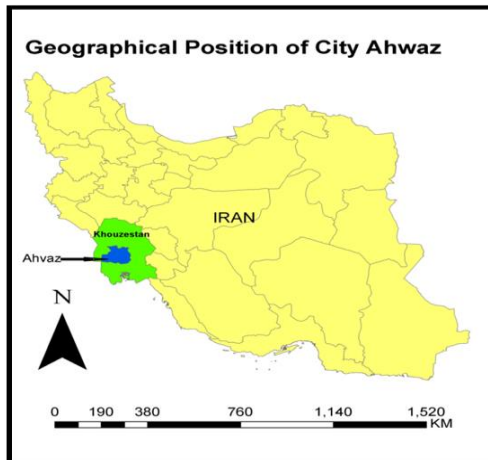 Geographical Position of City Ahwaz
IRAN
Khouzestan
Ahvaz
N
0 190 380 760 1,140 1,520
KM